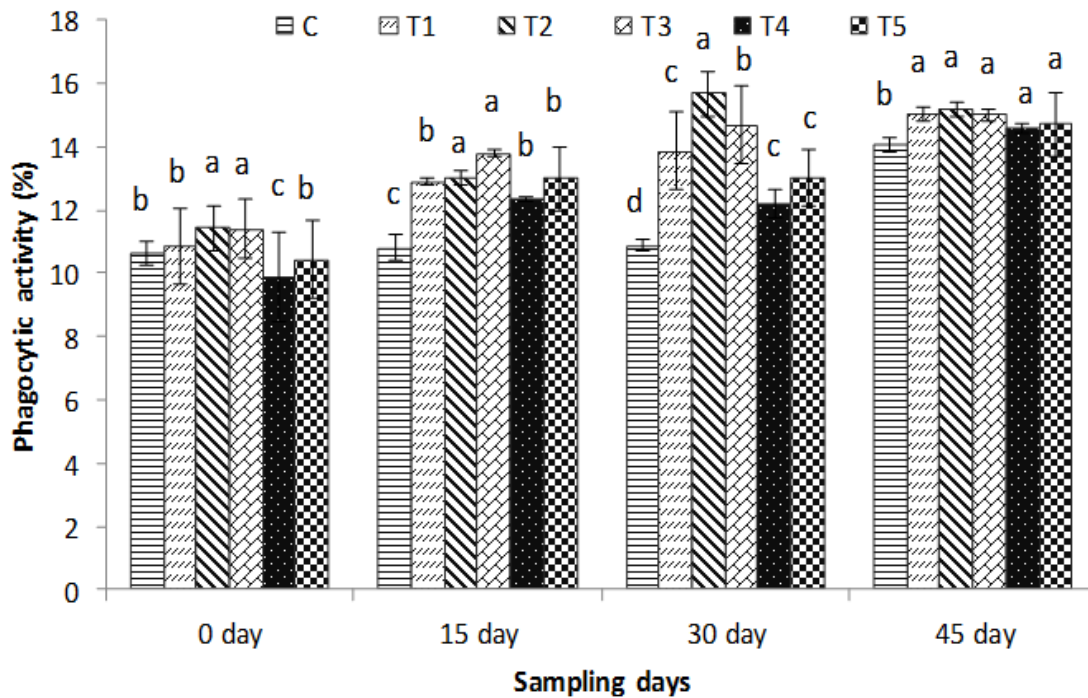 18
16
14
12
10
8
6
4
2
0
Phagocytic activity (%)
C T1 T2 T3 T4 T5
b b a a c b
c b a a b b
d c a b c c
b a a a a a
0 day 15 day 30 day 45 day
Sampling days